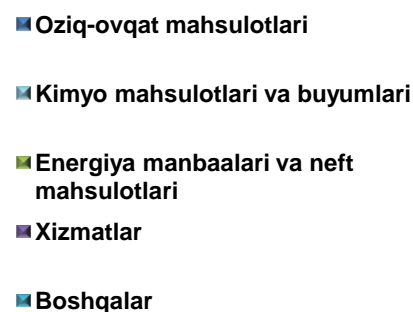 Oziq-ovqat mahsulotlari
Kimyo mahsulotlari va buyumlari
Energiya manbaalari va neft
mahsulotlari
Xizmatlar
Boshqalar